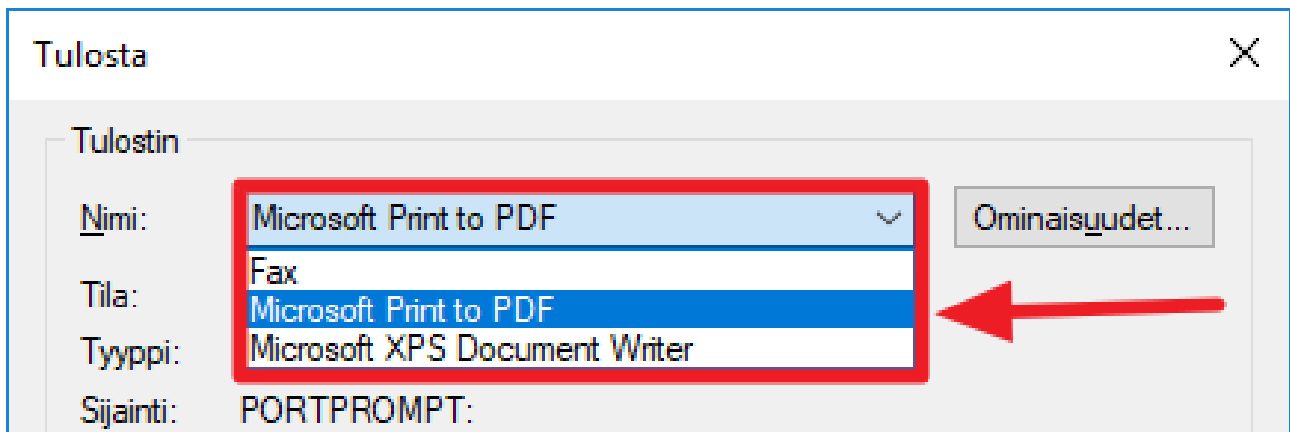 Tulosta
Tulostin
Nimi: Microsoft Print to PDF Ominaisuudet...
Fax
Tila: Microsoft Print to PDF
Tyyppi: Microsoft XPS Document Writer
Sijainti: PORTPROMPT: